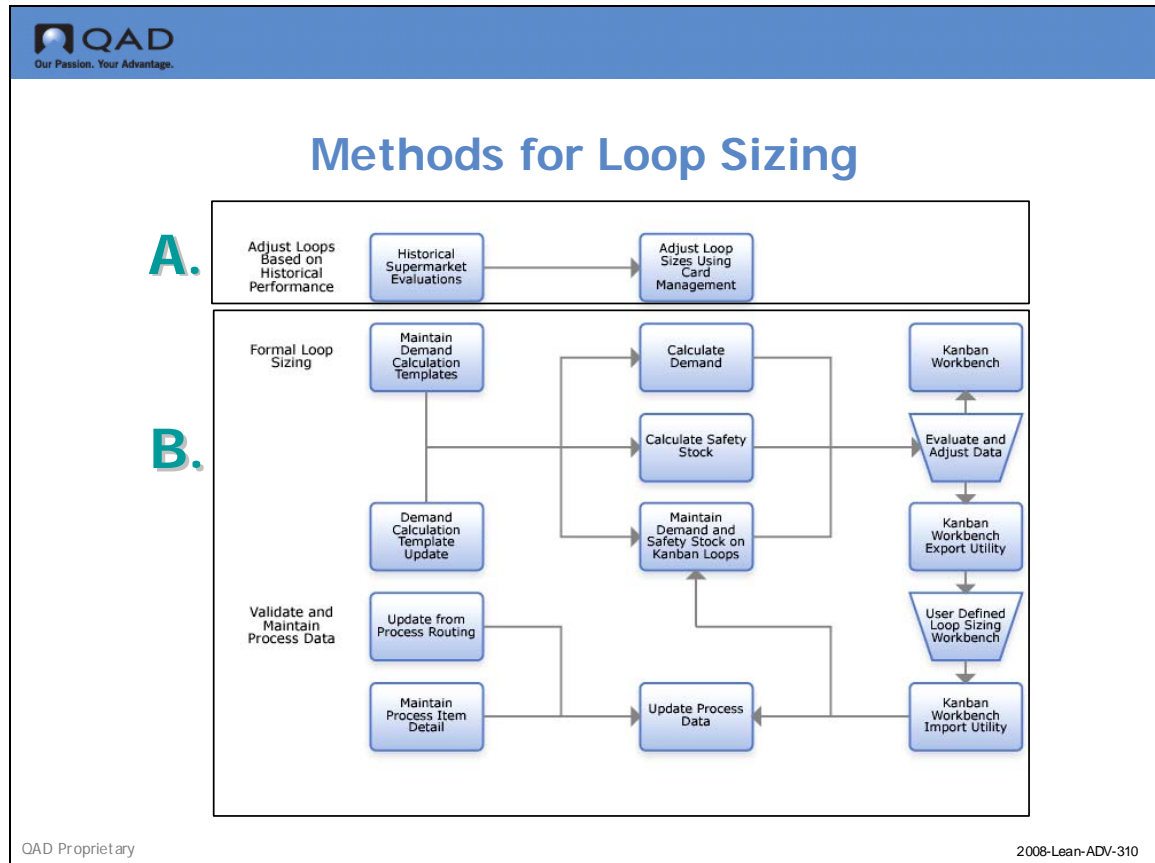 QAD
Our Passion. Your Advantage.
Methods for Loop Sizing
A.
Adjust Loops
Based on
Historical
Performance
Historical
Supermarket
Evaluations
Adjust Loop
Sizes Using
Card
Management
B.
Formal Loop
Sizing
Maintain
Demand
Calculation
Templates
Calculate
Demand
Kanban
Workbench
Calculate Safety
Stock
Evaluate and
Adjust Data
Demand
Calculation
Template
Update
Maintain
Demand and
Safety Stock on
Kanban Loops
Kanban
Workbench
Export Utility
Validate and
Maintain
Process Data
Update from
Process Routing
User Defined
Loop Sizing
Workbench
Maintain
Process Item
Detail
Update Process
Data
Kanban
Workbench
Import Utility
QAD Proprietary
2008-Lean-ADV-310